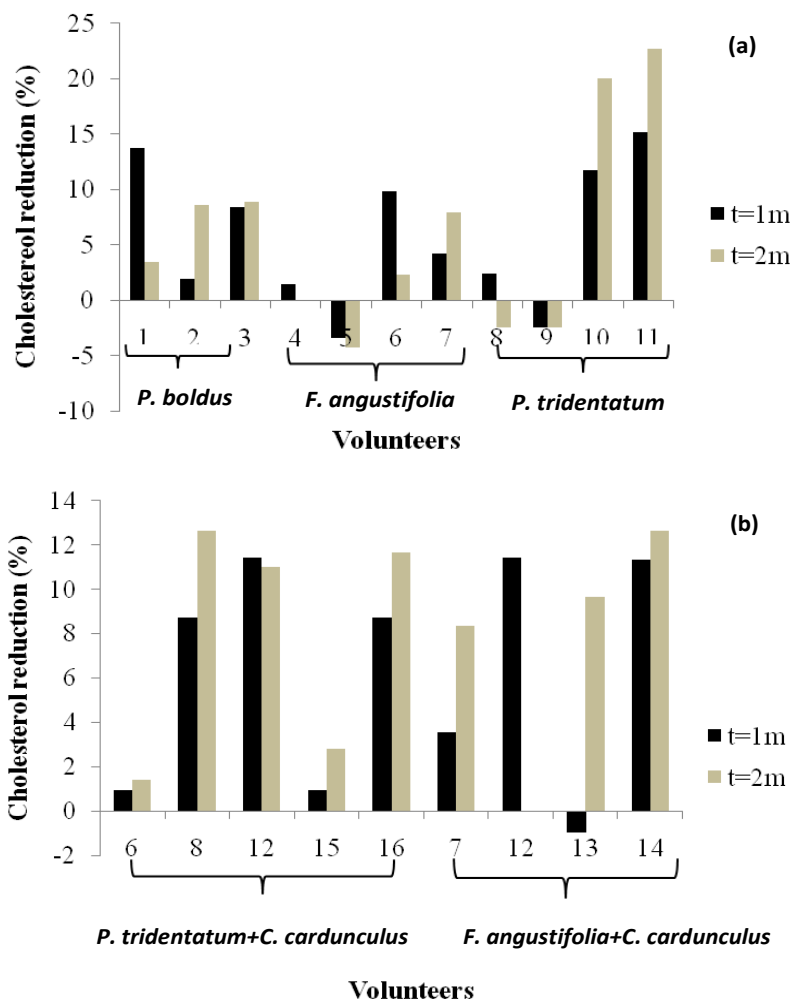 (a)
Cholestereol reduction (%)
25
20
15
10
5
0
-5
-10
1 2 3 4 5 6 7 8 9 10 11
P. boldus F. angustifolia P. tridentatum
Volunteers
t=1m
t=2m
(b)
Cholesterol reduction (%)
14
12
10
8
6
4
2
0
-2
6 8 12 15 16 7 12 13 14
P. tridentatum+C. cardunculus F. angustifolia+C. cardunculus
Volunteers
t=1m
t=2m